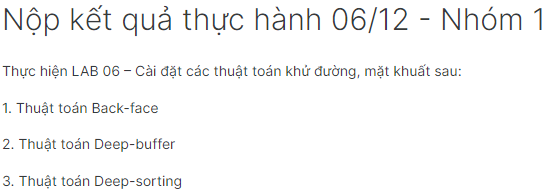 Nộp kết quả thực hành 06/12 - Nhóm 1
Thực hiện LAB 06 – Cài đặt các thuật toán khử đường, mặt khuất sau:
1. Thuật toán Back-face
2. Thuật toán Deep-buffer
3. Thuật toán Deep-sorting